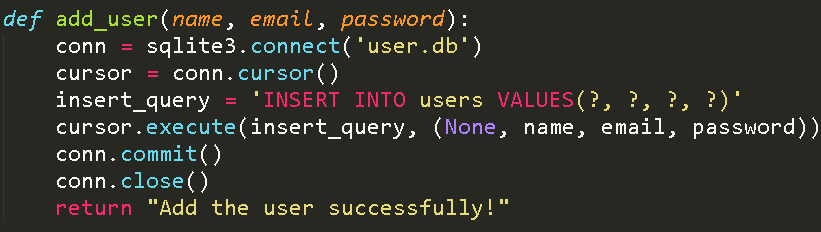 def add_user(name, email, password):
    conn = sqlite3.connect('user.db')
    cursor = conn.cursor()
    insert_query = 'INSERT INTO users VALUES(?, ?, ?, ?)'
    cursor.execute(insert_query, (None, name, email, password))
    conn.commit()
    conn.close()
    return "Add the user successfully!"